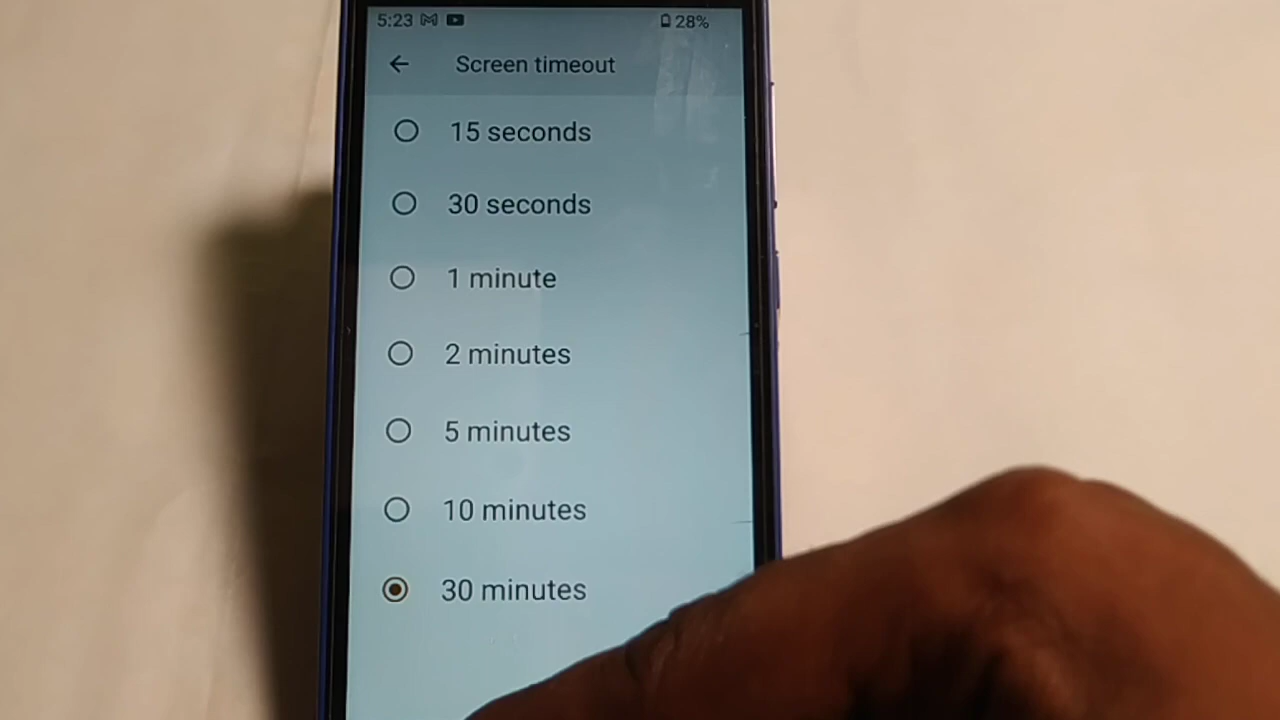 5:23 28%
Screen timeout
15 seconds
30 seconds
1 minute
2 minutes
5 minutes
10 minutes
30 minutes